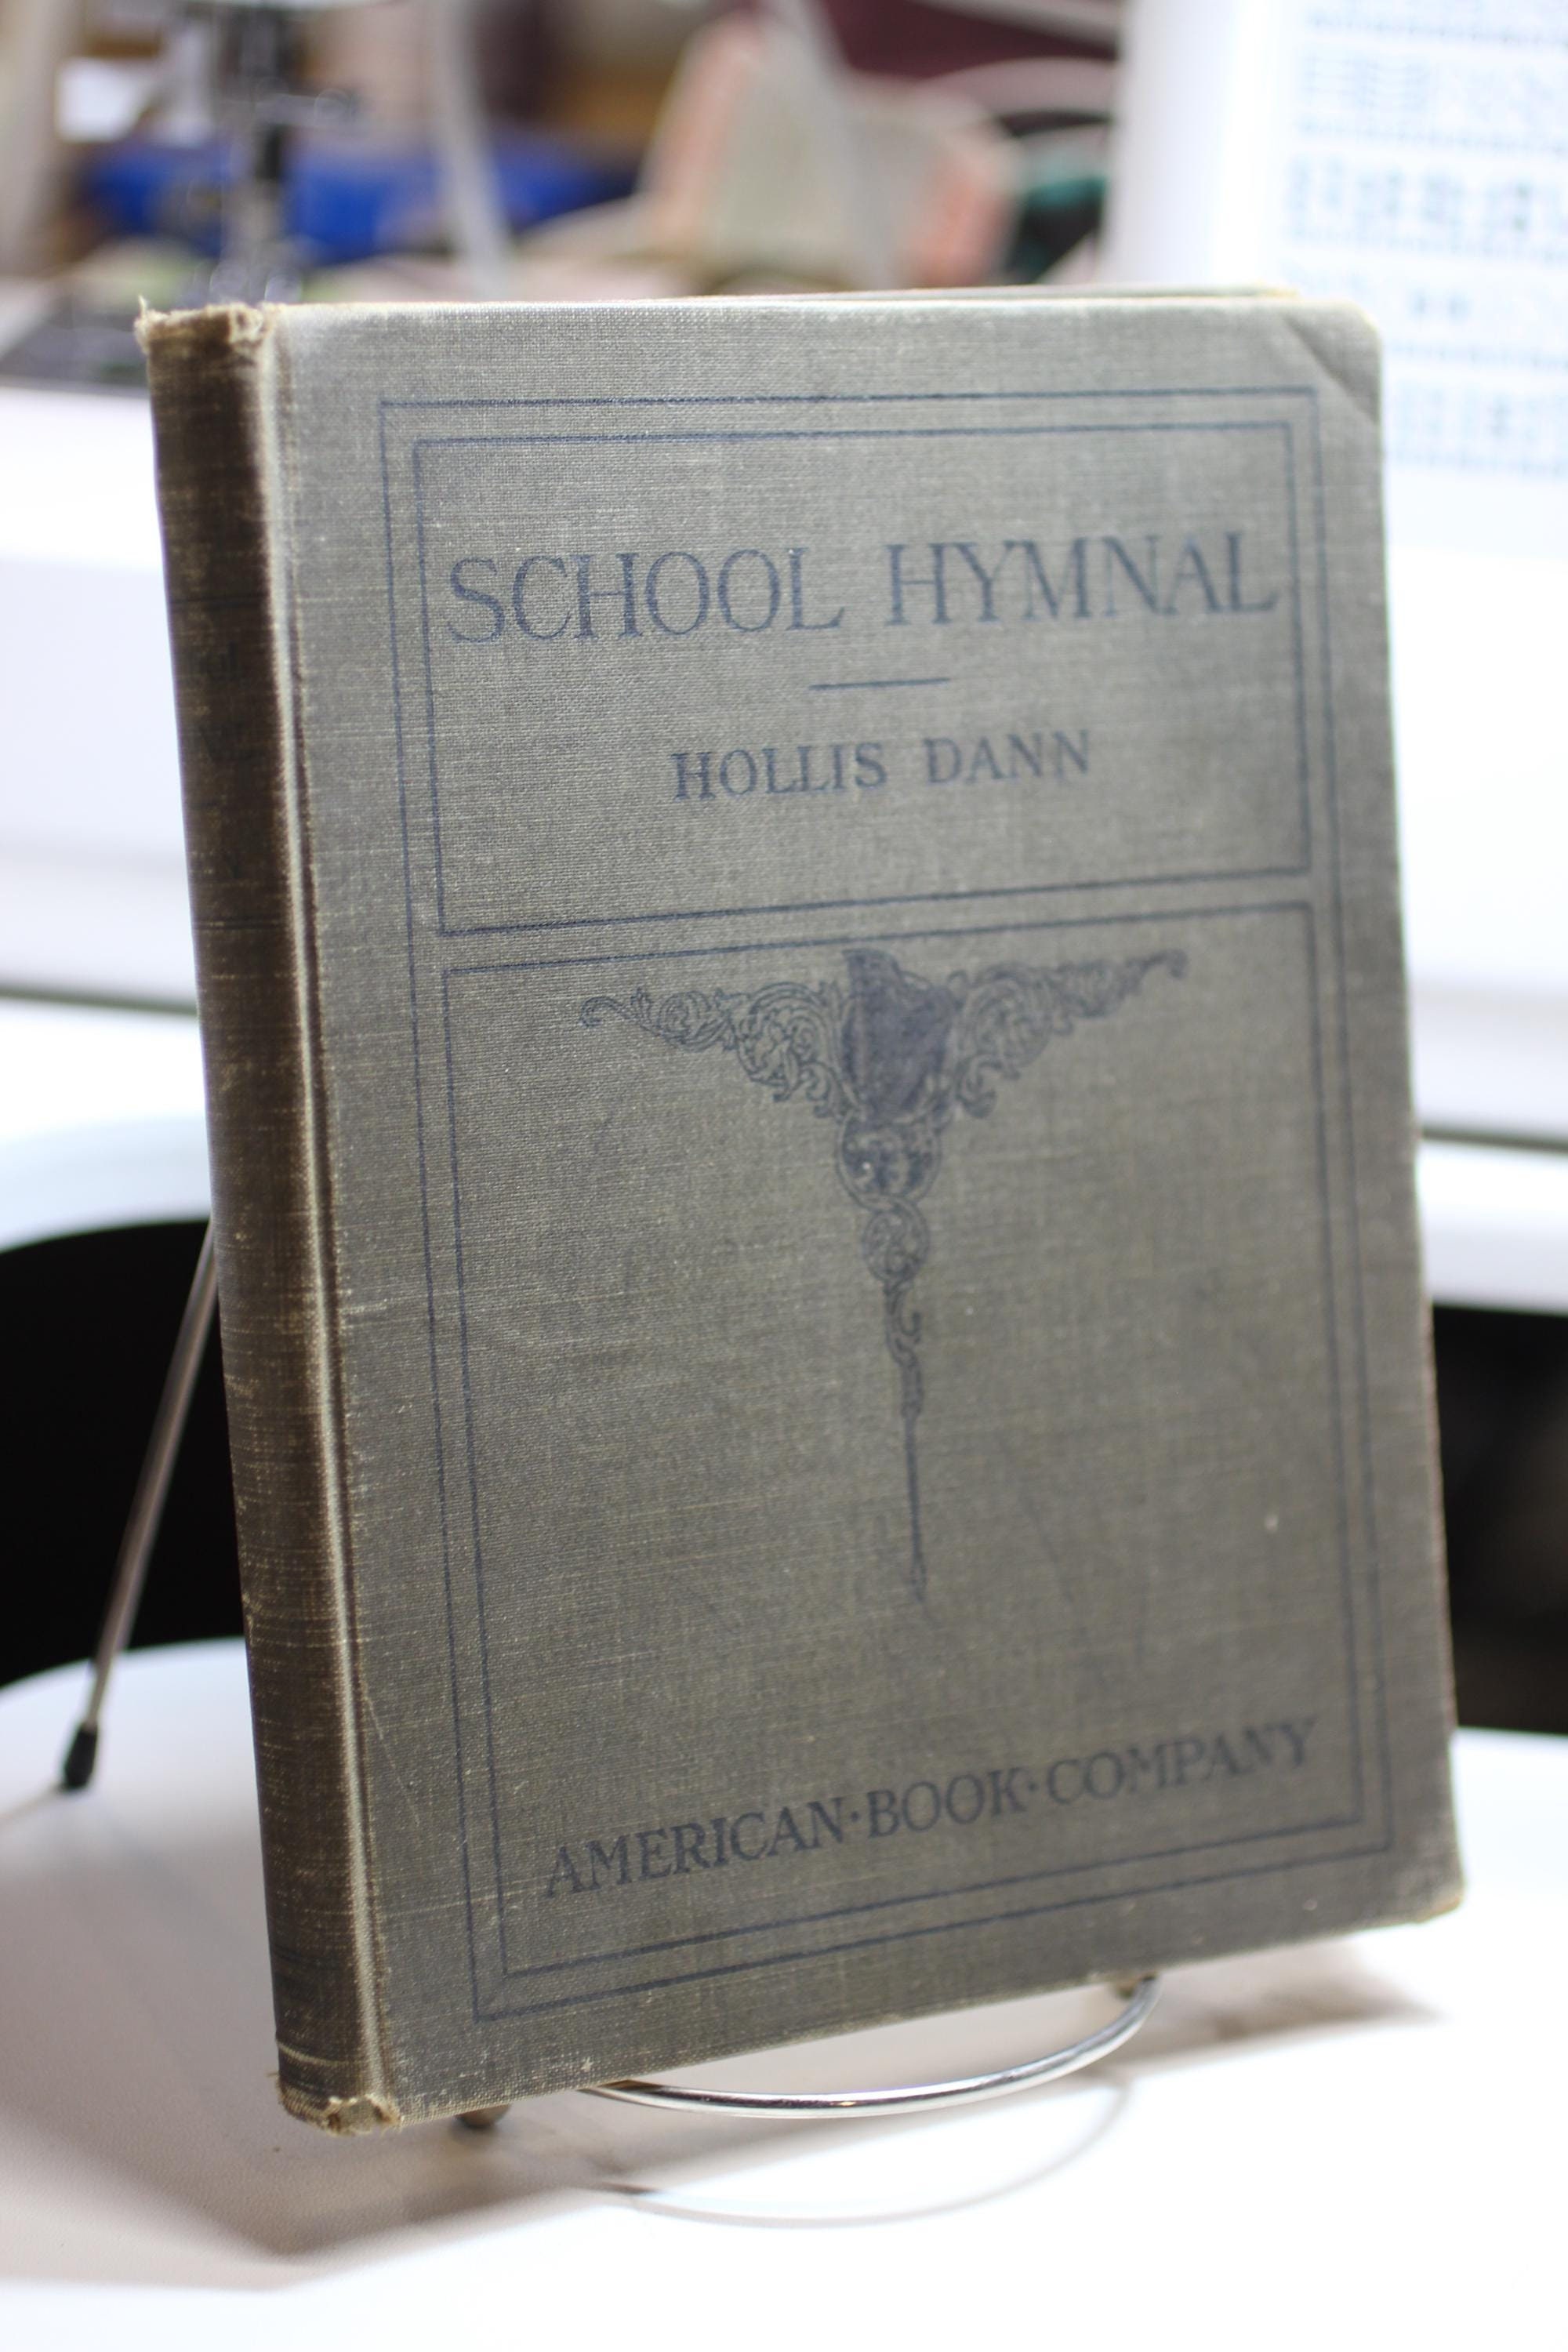 SCHOOL HYMNAL
HOLLIS DANN
AMERICAN·BOOK·COMPANY